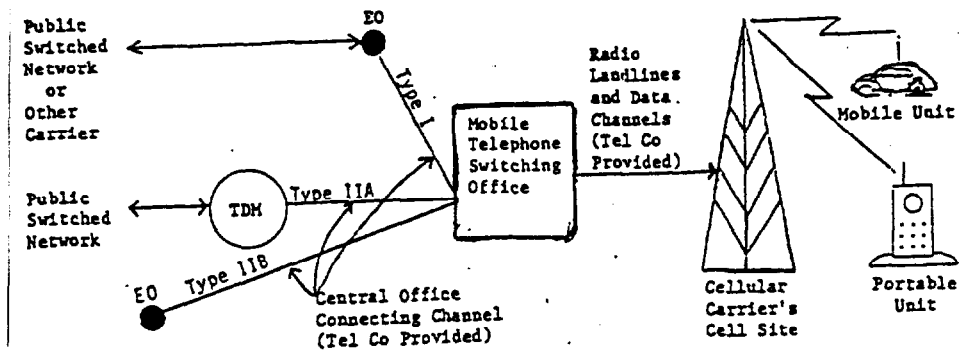 Public
Switched
Network
or
Other
Carrier
EO
Type I
Mobile
Telephone
Switching
Office
Radio
Landlines
and Data
Channels
(Tel Co
Provided)
Mobile Unit
Public
Switched
Network
TDM
Type IIA
Type IIB
EO
Central Office
Connecting Channel
(Tel Co Provided)
Cellular
Carrier's
Cell Site
Portable
Unit